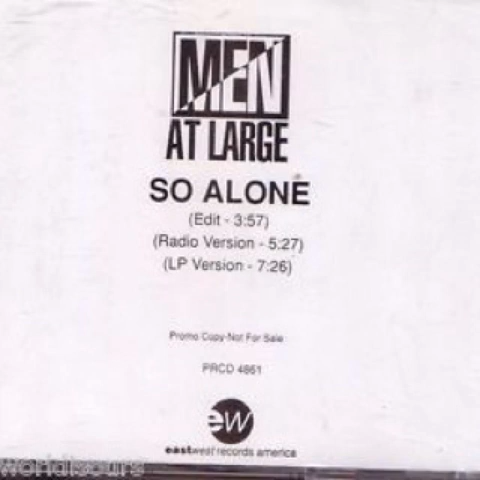 MEN
AT LARGE
SO ALONE
(Edit - 3:57)
(Radio Version - 5:27)
(LP Version - 7:26)
Promo Copy-Not For Sale
PRCD 4861
ew
eastwest records america
worldisours